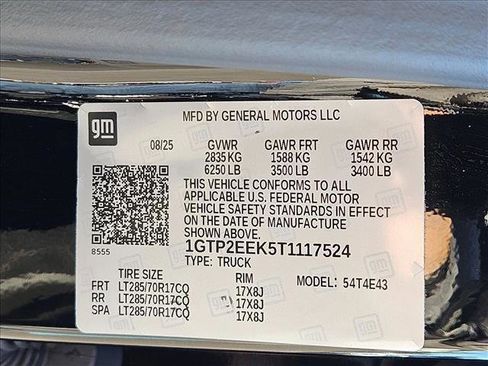 MFD BY GENERAL MOTORS LLC
gm
08/25 GVWR GAWR FRT GAWR RR
2835 KG 1588 KG 1542 KG
6250 LB 3500 LB 3400 LB
THIS VEHICLE CONFORMS TO ALL
APPLICABLE U.S. FEDERAL MOTOR
VEHICLE SAFETY STANDARDS IN EFFECT
ON THE DATE OF MANUFACTURE
SHOWN ABOVE.
8555
1GTP2EEK5T1117524
TYPE: TRUCK
TIRE SIZE RIM MODEL: 54T4E43
FRT LT285/70R17CQ 17X8J
RR LT285/70R17CQ 17X8J
SPA LT285/70R17CQ 17X8J